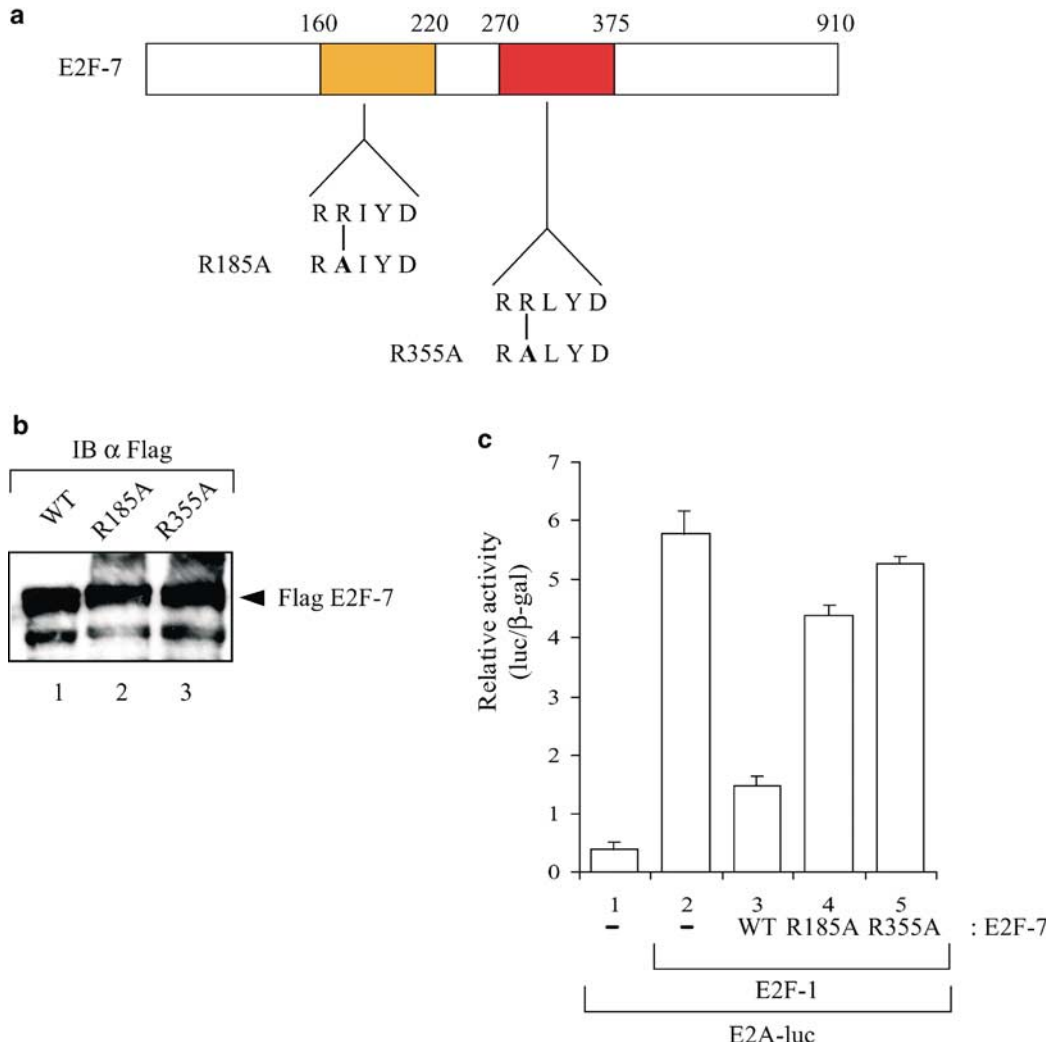 a
160 220 270 375 910
E2F-7
R R I Y D
R185A R A I Y D
R R L Y D
R355A R A L Y D
b
IB α Flag
WT R185A R355A
Flag E2F-7
1 2 3
c
Relative activity
(luc/β-gal)
7
6
5
4
3
2
1
0
1 2 3 4 5
– – WT R185A R355A : E2F-7
E2F-1
E2A-luc